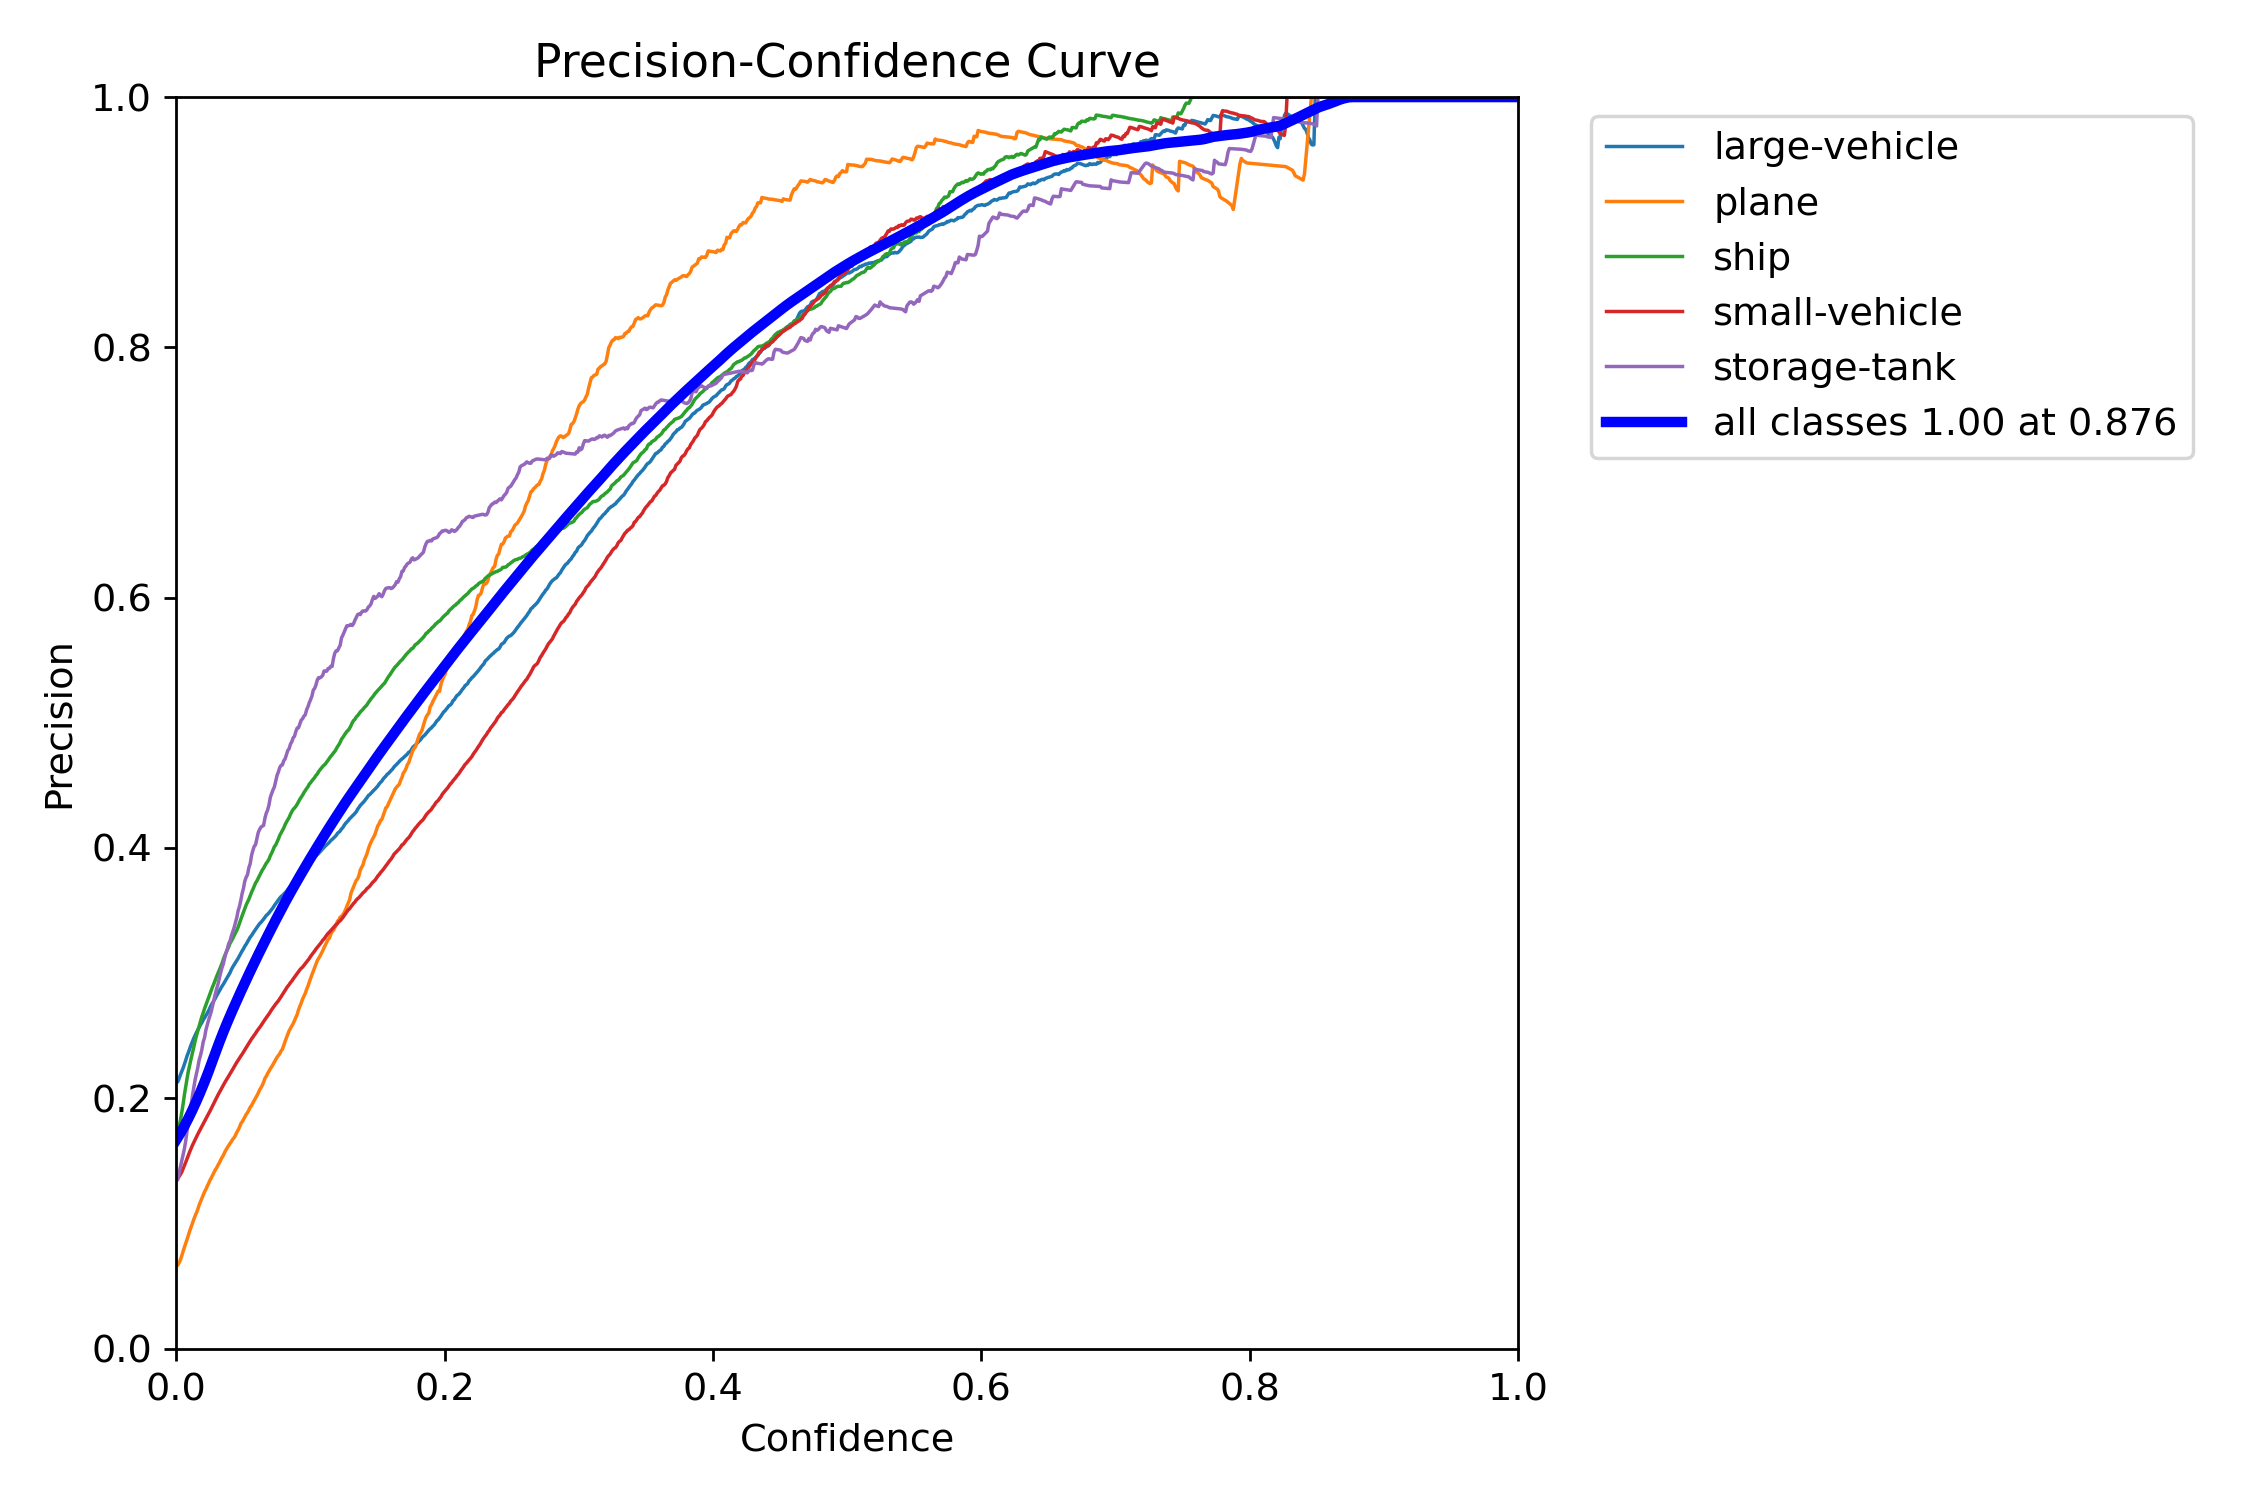 Precision-Confidence Curve
1.0
0.8
0.6
0.4
0.2
0.0
Precision
0.0 0.2 0.4 0.6 0.8 1.0
Confidence
large-vehicle
plane
ship
small-vehicle
storage-tank
all classes 1.00 at 0.876